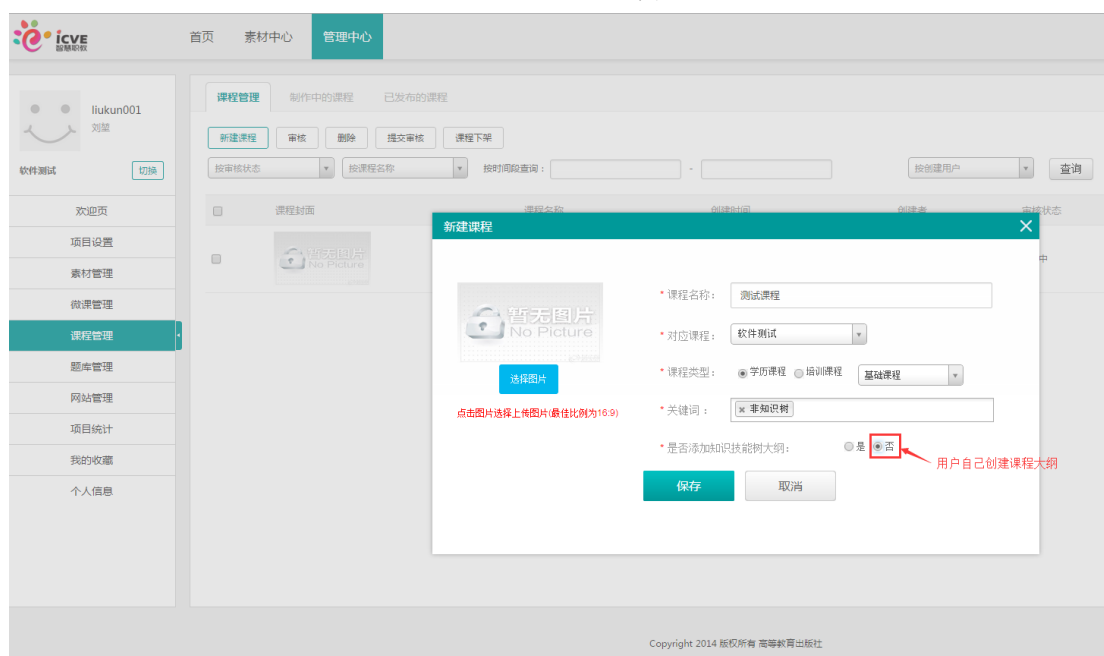 icve
智慧职教
首页 素材中心 管理中心
liukun001
刘堃
软件测试 切换
课程管理 制作中的课程 已发布的课程
新建课程 审核 删除 提交审核 课程下架
按审核状态 按课程名称 按时间段查询: - 按创建用户 查询
课程封面 课程名称 创建时间 创建者 审核状态
暂无图片
No Picture
中
欢迎页
项目设置
素材管理
微课管理
课程管理
题库管理
网站管理
项目统计
我的收藏
个人信息
新建课程
暂无图片
No Picture
选择图片
点击图片选择上传图片(最佳比例为16:9)
*课程名称: 测试课程
*对应课程: 软件测试
*课程类型: 学历课程 培训课程 基础课程
*关键词: × 非知识树
*是否添加知识技能树大纲: 是 否
用户自己创建课程大纲
保存 取消
Copyright 2014 版权所有 高等教育出版社